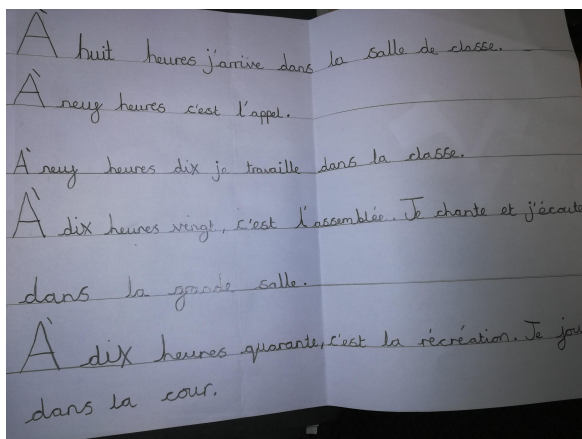 À huit heures j'arrive dans la salle de classe.
À neuf heures c'est l'appel.
À neuf heures dix je travaille dans la classe.
À dix heures vingt, c'est l'assemblée. Je chante et j'écoute
dans la grande salle.
À dix heures quarante, c'est la récréation. Je jou
dans la cour.